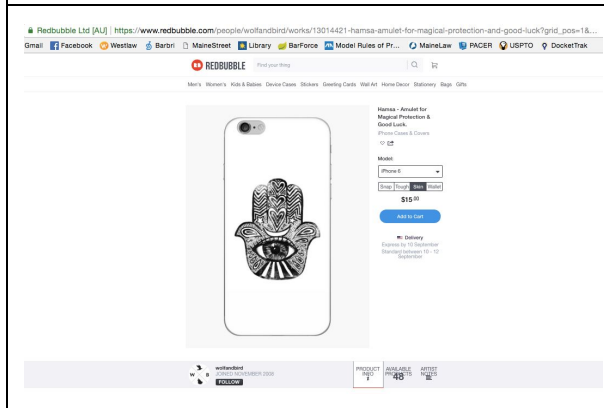 Redbubble Ltd [AU] | https://www.redbubble.com/people/wolfandbird/works/13014421-hamsa-amulet-for-magical-protection-and-good-luck?grid_pos=1&...
Gmail Facebook Westlaw Barbri MaineStreet Library BarForce Model Rules of Pr... MaineLaw PACER USPTO DocketTrak
REDBUBBLE Find your thing
Men's Women's Kids & Babies Device Cases Stickers Greeting Cards Wall Art Home Decor Stationery Bags Gifts
Hamsa - Amulet for
Magical Protection &
Good Luck.
iPhone Cases & Covers
Model:
iPhone 6
Snap Tough Skin Wallet
$15.00
Add to Cart
Delivery
Express by 10 September
Standard between 10 - 12
September
W B
wolfandbird
JOINED NOVEMBER 2008
FOLLOW
PRODUCT INFO
AVAILABLE PRODUCTS
48
ARTIST NOTES